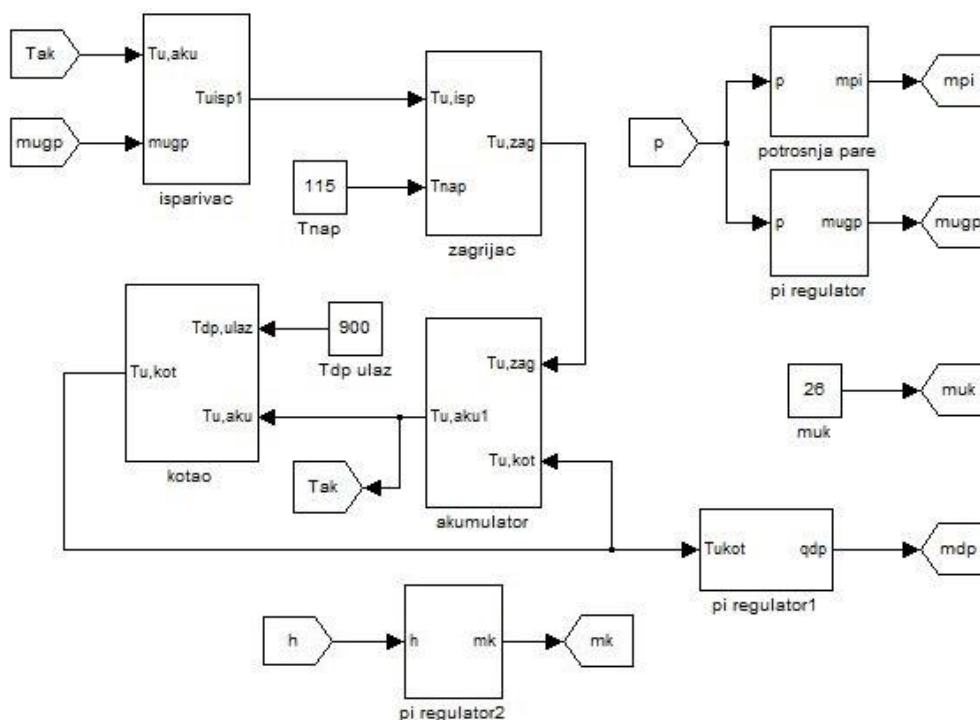 Tak
Tu,aku
Tuisp1
mugp
mugp
isparivac
Tu,isp
Tu,zag
115
Tnap
Tnap
zagrijac
p
p
mpi
mpi
potrosnja pare
p
mugp
mugp
pi regulator
Tdp,ulaz
900
Tdp ulaz
Tu,kot
Tu,aku
kotao
Tu,zag
Tu,aku1
Tu,kot
akumulator
Tak
26
muk
muk
Tukot
qdp
mdp
pi regulator1
h
h
mk
mk
pi regulator2